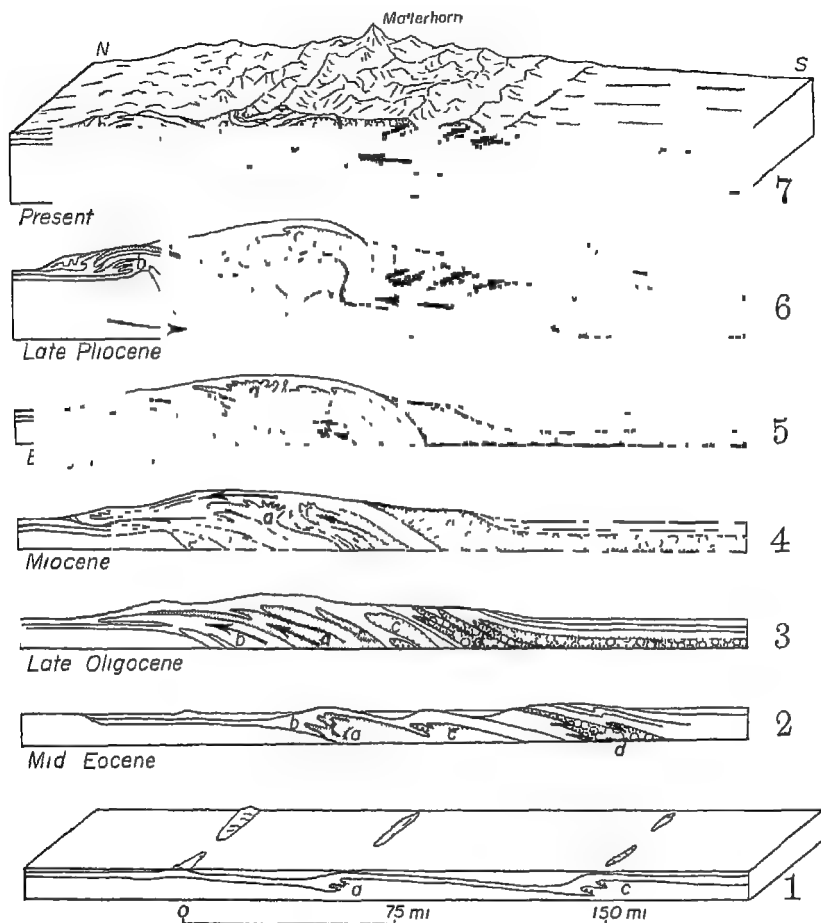 Matterhorn
N
S
7
Present
b
c
6
Late Pliocene
5
a
4
Miocene
b a c
3
Late Oligocene
b a c
d
2
Mid Eocene
a c
1
0 75 mi 150 mi